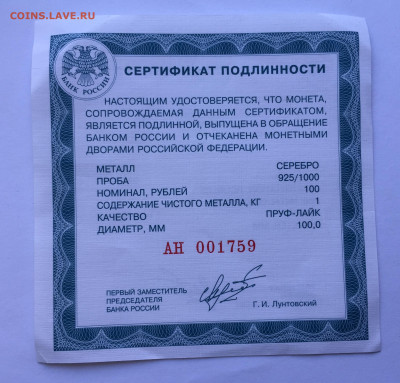 COINS.LAVE.RU
БАНК РОССИИ
СЕРТИФИКАТ ПОДЛИННОСТИ
НАСТОЯЩИМ УДОСТОВЕРЯЕТСЯ, ЧТО МОНЕТА,
СОПРОВОЖДАЕМАЯ ДАННЫМ СЕРТИФИКАТОМ,
ЯВЛЯЕТСЯ ПОДЛИННОЙ, ВЫПУЩЕНА В ОБРАЩЕНИЕ
БАНКОМ РОССИИ И ОТЧЕКАНЕНА МОНЕТНЫМИ
ДВОРАМИ РОССИЙСКОЙ ФЕДЕРАЦИИ.
МЕТАЛЛ СЕРЕБРО
ПРОБА 925/1000
НОМИНАЛ, РУБЛЕЙ 100
СОДЕРЖАНИЕ ЧИСТОГО МЕТАЛЛА, КГ 1
КАЧЕСТВО ПРУФ-ЛАЙК
ДИАМЕТР, ММ 100,0
АН 001759
ПЕРВЫЙ ЗАМЕСТИТЕЛЬ
ПРЕДСЕДАТЕЛЯ
БАНКА РОССИИ
Г. И. Лунтовский